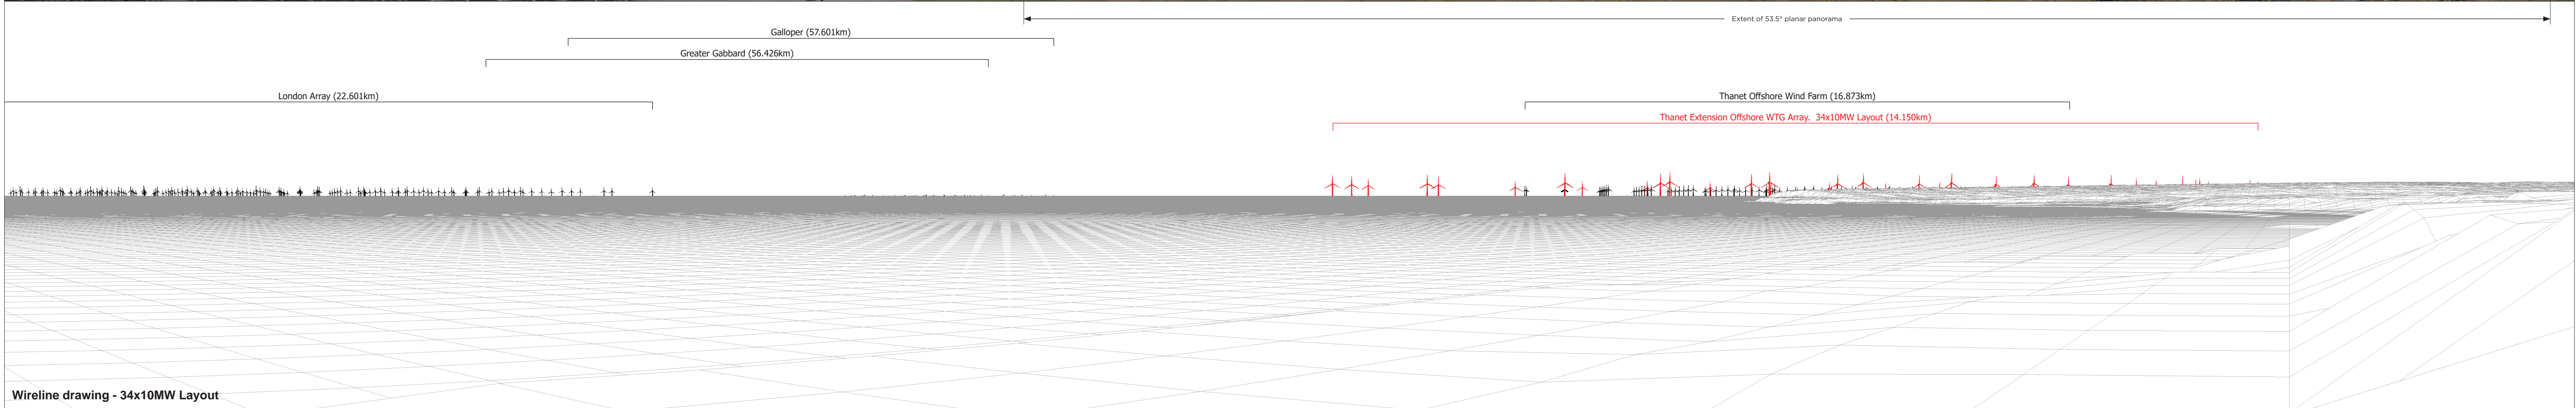 Extent of 53.5° planar panorama
Galloper (57.601km)
Greater Gabbard (56.426km)
London Array (22.601km)
Thanet Offshore Wind Farm (16.873km)
Thanet Extension Offshore WTG Array. 34x10MW Layout (14.150km)
Wireline drawing - 34x10MW Layout